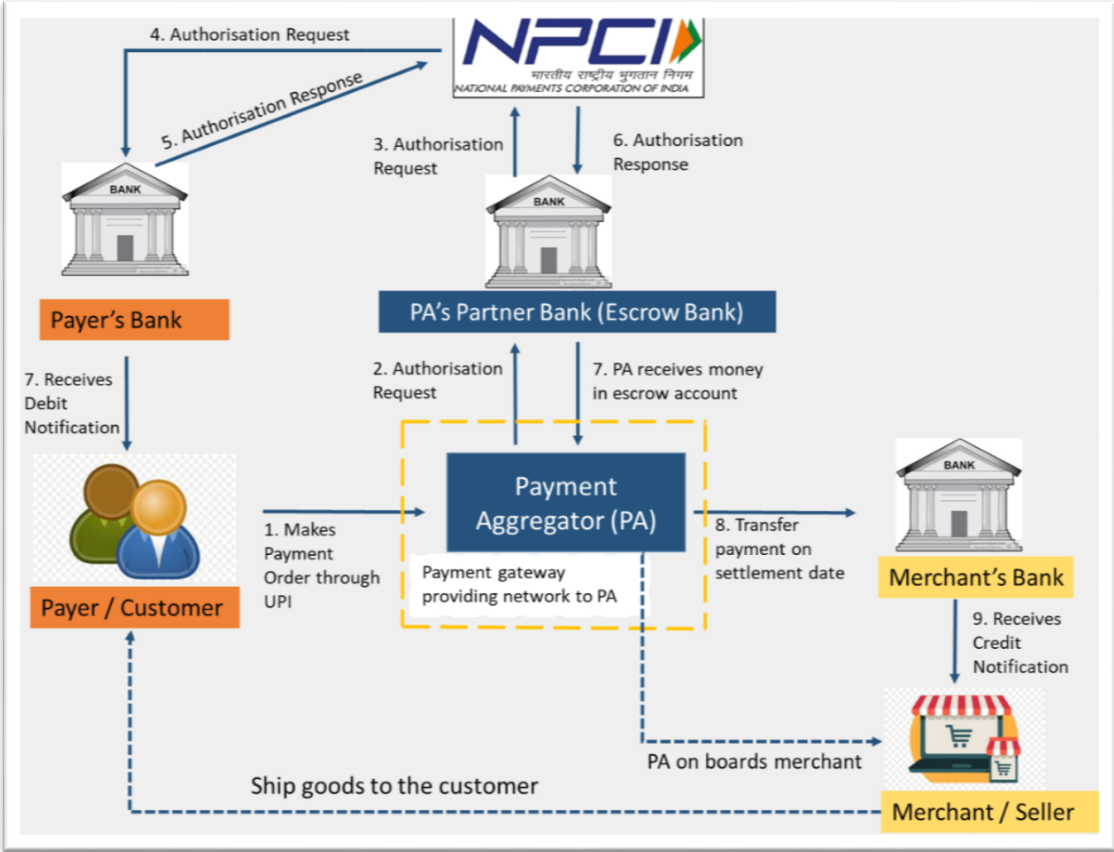 4. Authorisation Request
NPCI
भारतीय राष्ट्रीय भुगतान निगम
NATIONAL PAYMENTS CORPORATION OF INDIA
5. Authorisation Response
3. Authorisation
Request
6. Authorisation
Response
BANK
BANK
Payer's Bank
PA's Partner Bank (Escrow Bank)
7. Receives
Debit
Notification
2. Authorisation
Request
7. PA receives money
in escrow account
Payment
Aggregator (PA)
BANK
1. Makes
Payment
Order through
UPI
8. Transfer
payment on
settlement date
Payment gateway
providing network to PA
Merchant's Bank
Payer / Customer
9. Receives
Credit
Notification
PA on boards merchant
Ship goods to the customer
Merchant / Seller